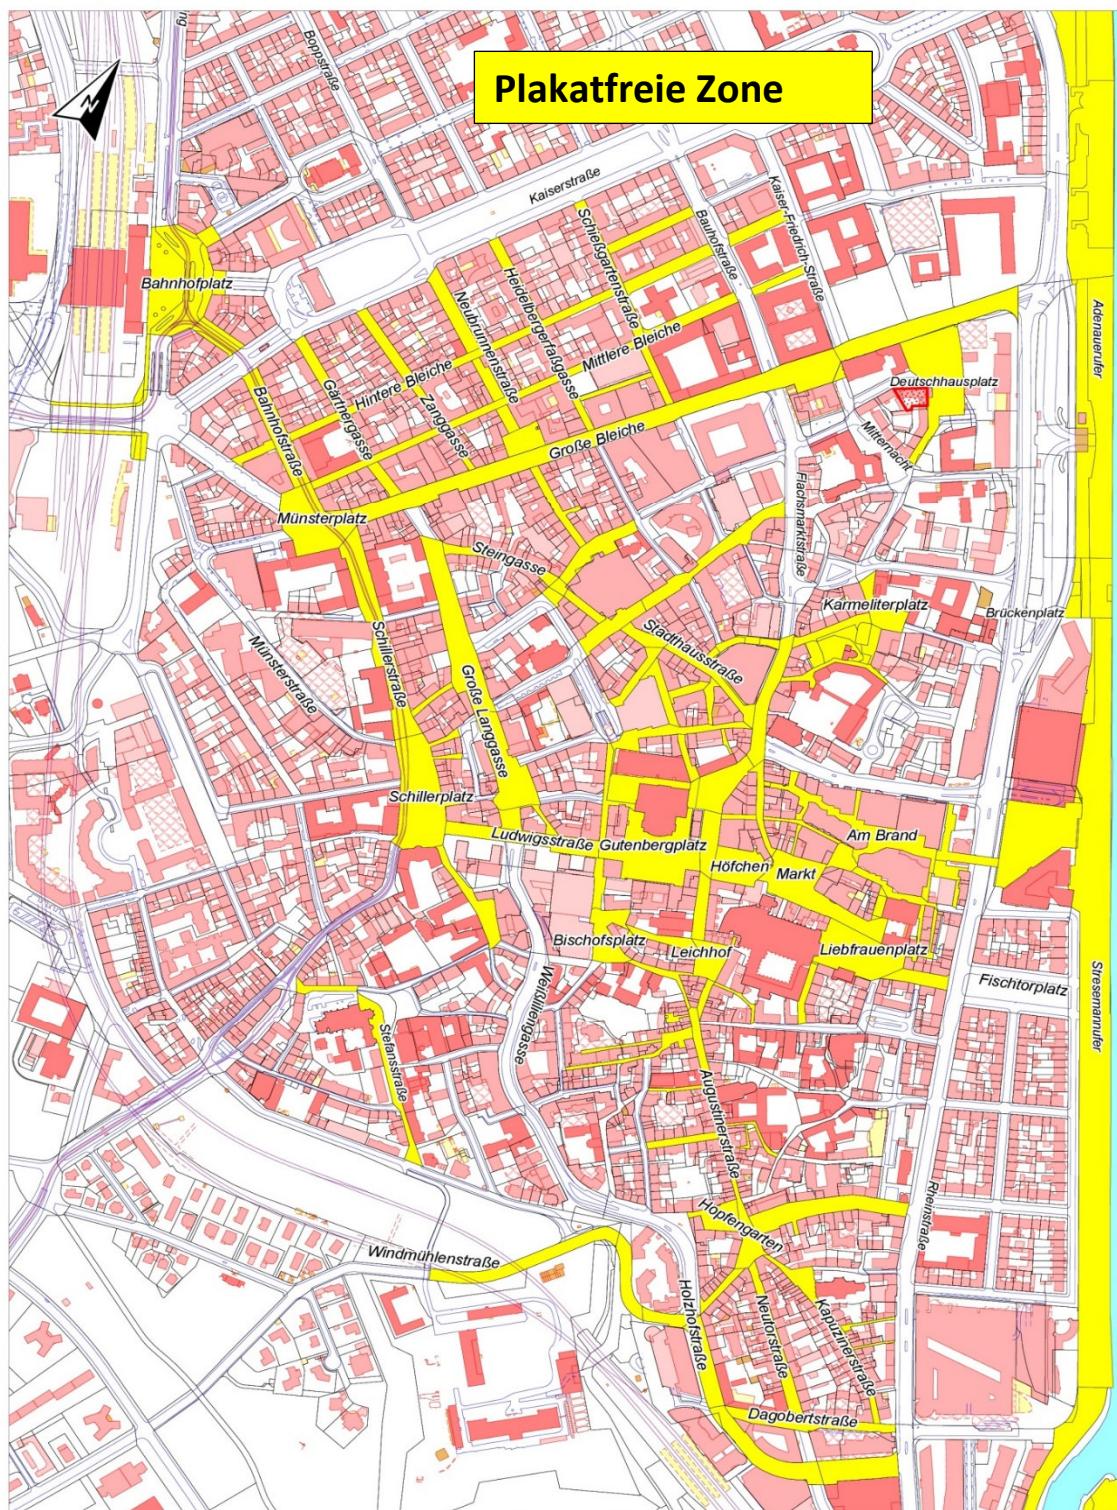 ng
Boppstraße
Plakatfreie Zone
N
Kaiserstraße
Kaiser-Friedrich-Straße
Bauhofstraße
Schießgartenstraße
Heidelbergerfaßgasse
Neubrunnenstraße
Bahnhofplatz
Adenauerufer
Mittlere Bleiche
Hintere Bleiche
Gärtnergasse
Zanggasse
Bahnhofstraße
Deutschhausplatz
Mitternacht
Große Bleiche
Münsterplatz
Flachsmarktstraße
Steingasse
Karmeliterplatz
Brückenplatz
Stadthausstraße
Schillerstraße
Münsterstraße
Große Langgasse
Schillerplatz
Ludwigsstraße
Gutenbergplatz
Am Brand
Höfchen
Markt
Bischofsplatz
Leichhof
Liebfrauenplatz
Fischtorplatz
Stresemannufer
Weißliliengasse
Stefansstraße
Augustinerstraße
Rheinstraße
Hopfengarten
Windmühlenstraße
Holzhofstraße
Neutorstraße
Kapuzinerstraße
Dagobertstraße